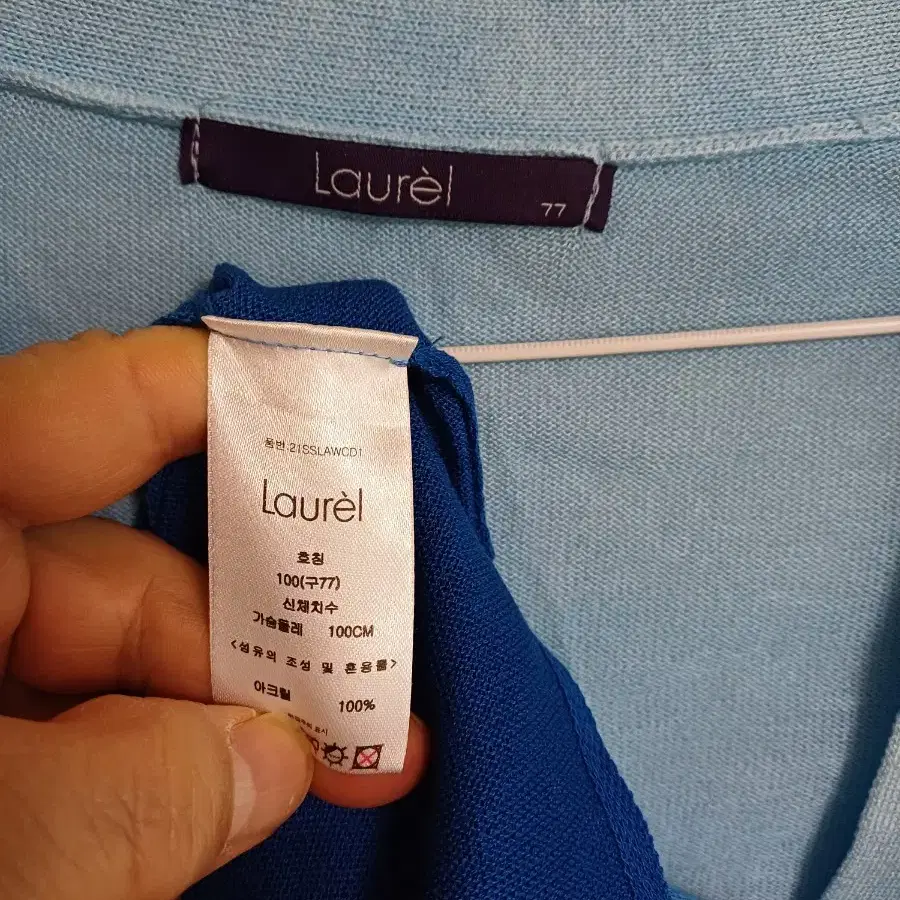 Laurèl
77
품번.21SSLAWCD1
Laurèl
호칭
100(구77)
신체치수
가슴둘레 100CM
<섬유의 조성 및 혼용률>
아크릴 100%